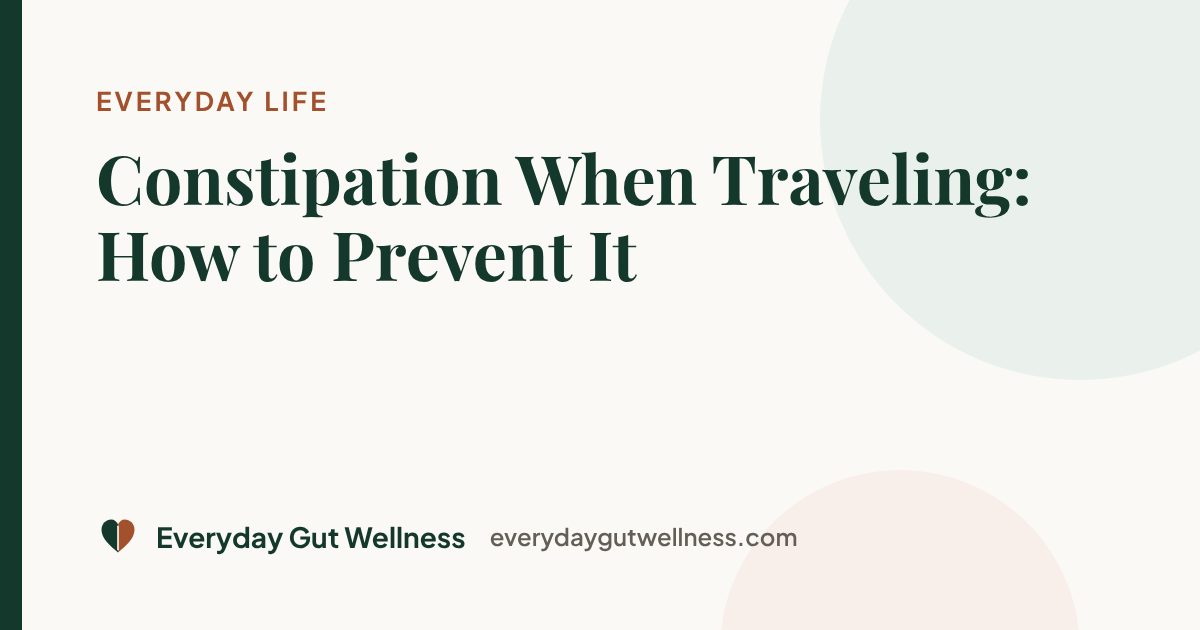 EVERYDAY LIFE
Constipation When Traveling:
How to Prevent It
Everyday Gut Wellness everydaygutwellness.com